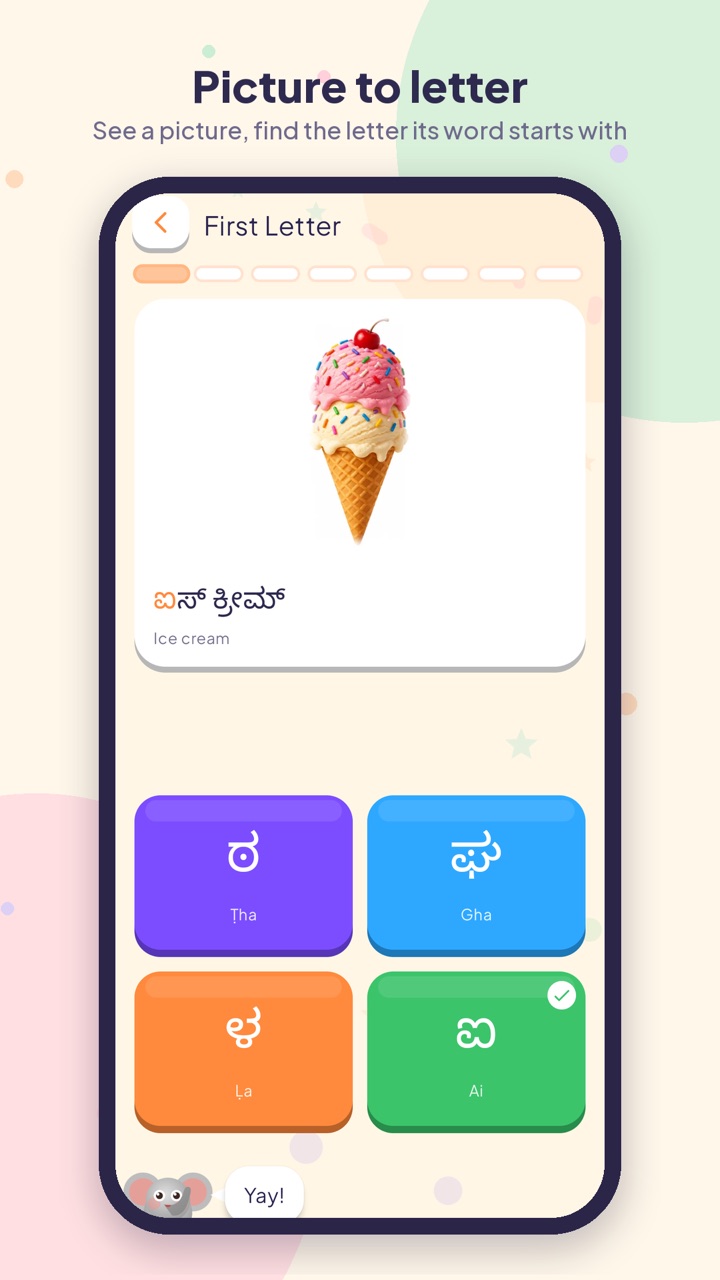 Picture to letter
See a picture, find the letter its word starts with
First Letter
ಐಸ್ ಕ್ರೀಮ್
Ice cream
ಠ
Ṭha
ಘ
Gha
ಳ
Ḷa
ಐ
Ai
Yay!